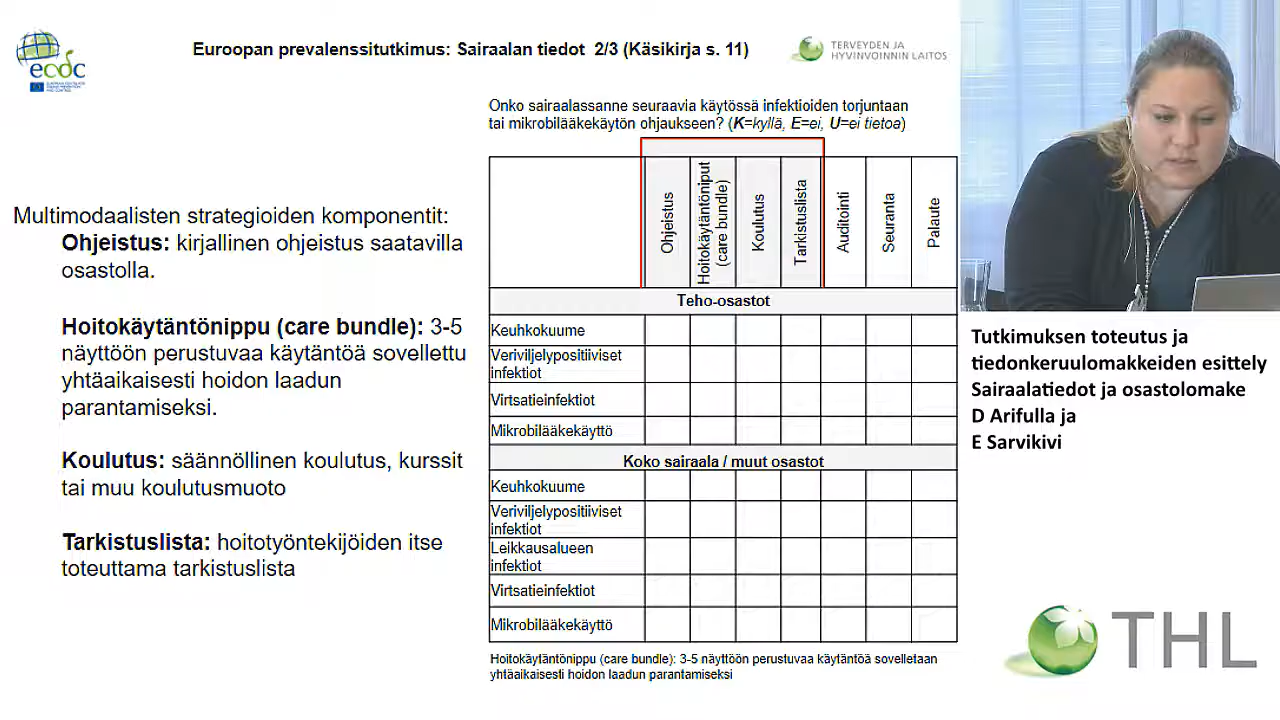 ecdc
Euroopan prevalenssitutkimus: Sairaalan tiedot 2/3 (Käsikirja s. 11)
TERVEYDEN JA
HYVINVOINNIN LAITOS
Onko sairaalassanne seuraavia käytössä infektioiden torjuntaan
tai mikrobilääkekäytön ohjaukseen? (K=kyllä, E=ei, U=ei tietoa)
Multimodaalisten strategioiden komponentit:
Ohjeistus: kirjallinen ohjeistus saatavilla
osastolla.
Hoitokäytäntönippu (care bundle): 3-5
näyttöön perustuvaa käytäntöä sovellettu
yhtäaikaisesti hoidon laadun
parantamiseksi.
Koulutus: säännöllinen koulutus, kurssit
tai muu koulutusmuoto
Tarkistuslista: hoitotyöntekijöiden itse
toteuttama tarkistuslista
Ohjeistus
Hoitokäytäntöniput
(care bundle)
Koulutus
Tarkistuslista
Auditointi
Seuranta
Palaute
Teho-osastot
Keuhkokuume
Veriviljelypositiiviset
infektiot
Virtsatieinfektiot
Mikrobilääkekäyttö
Koko sairaala / muut osastot
Keuhkokuume
Veriviljelypositiiviset
infektiot
Leikkausalueen
infektiot
Virtsatieinfektiot
Mikrobilääkekäyttö
Hoitokäytäntönippu (care bundle): 3-5 näyttöön perustuvaa käytäntöä sovelletaan
yhtäaikaisesti hoidon laadun parantamiseksi
Tutkimuksen toteutus ja
tiedonkeruulomakkeiden esittely
Sairaalatiedot ja osastolomake
D Arifulla ja
E Sarvikivi
THL